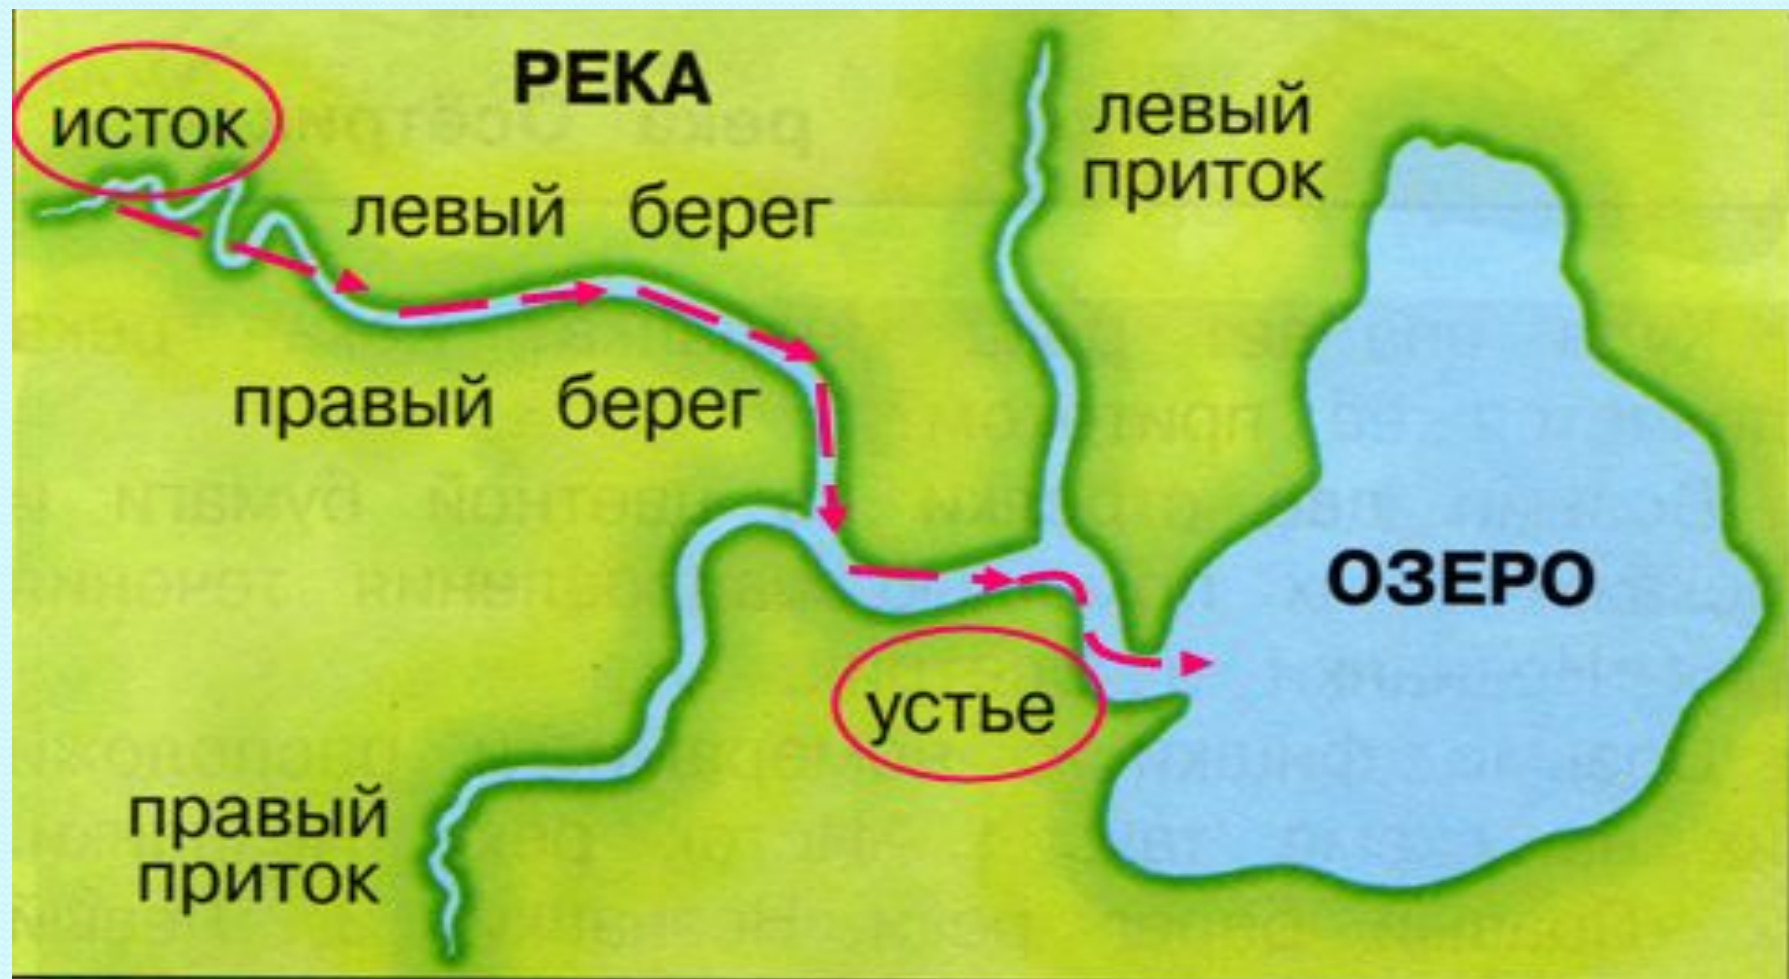 РЕКА
исток
левый
приток
левый берег
правый берег
ОЗЕРО
устье
правый
приток